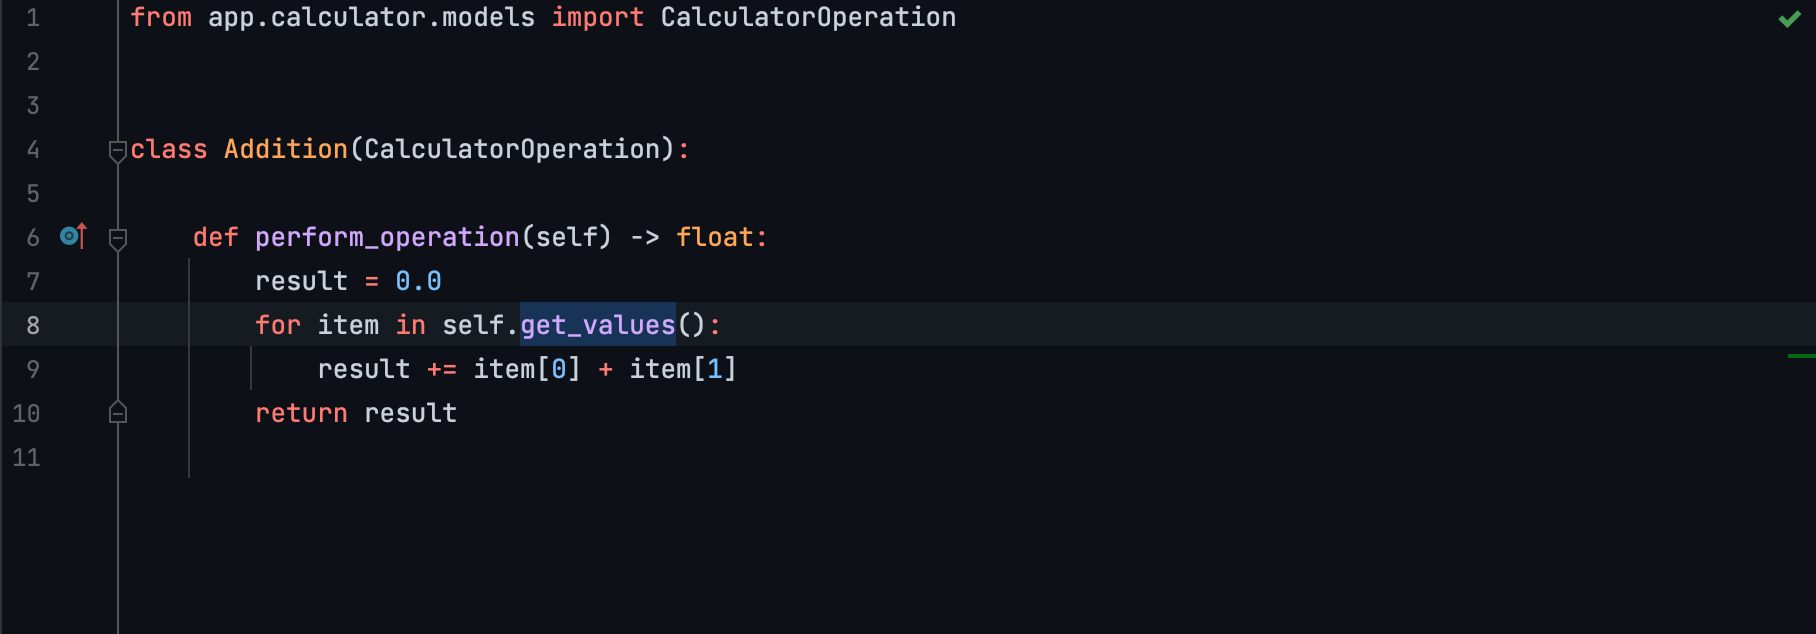 1 from app.calculator.models import CalculatorOperation
2
3
4 class Addition(CalculatorOperation):
5
6     def perform_operation(self) -> float:
7         result = 0.0
8         for item in self.get_values():
9             result += item[0] + item[1]
10         return result
11